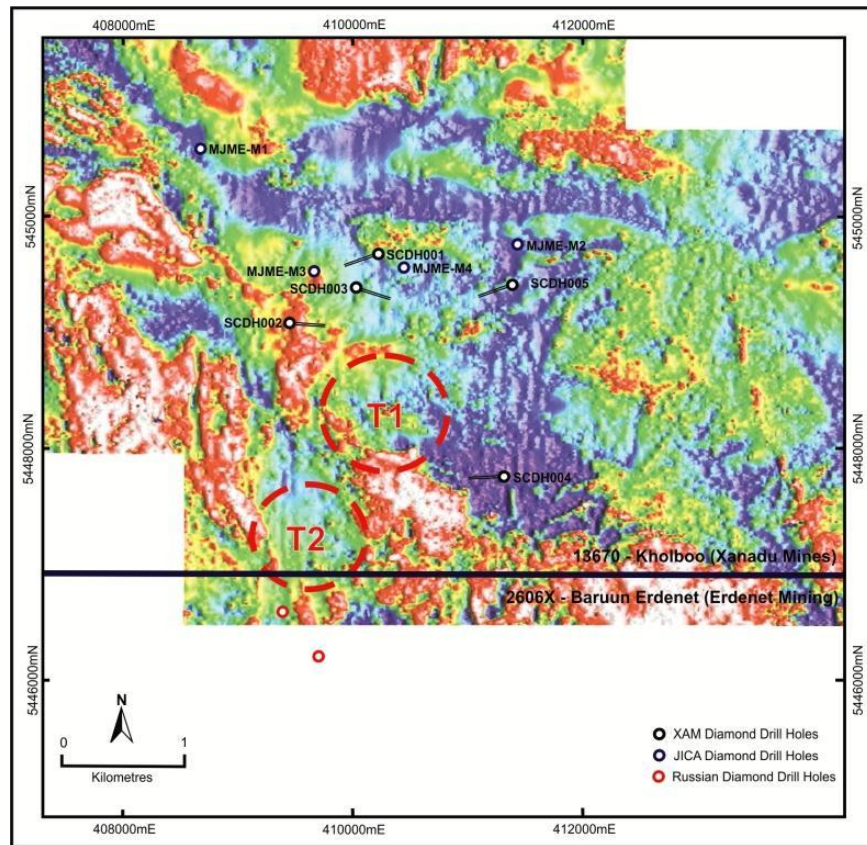 408000mE 410000mE 412000mE
545000mN
5448000mN
5446000mN
MJME-M1
MJME-M2
SCDH001
MJME-M4
MJME-M3
SCDH003
SCDH005
SCDH002
T1
SCDH004
T2
13670 - Kholboo (Xanadu Mines)
2606X - Baruun Erdenet (Erdenet Mining)
545000mN
5448000mN
5446000mN
N
0 1
Kilometres
XAM Diamond Drill Holes
JICA Diamond Drill Holes
Russian Diamond Drill Holes
408000mE 410000mE 412000mE